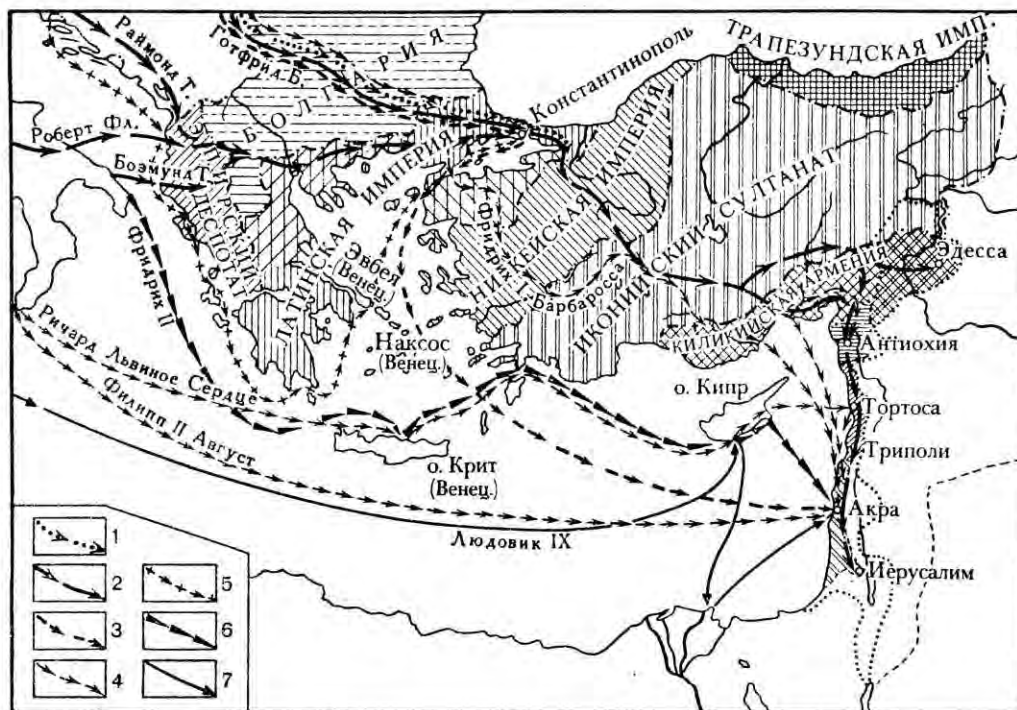 Раймонд Т.
Готфрид Б.
БОЛГАРИЯ
Константинополь
ТРАПЕЗУНДСКАЯ ИМП.
Роберт Фл.
Боэмунд Т.
ЭПИРСКИЙ
ДЕСПОТАТ
ЛАТИНСКАЯ ИМПЕРИЯ
НИКЕЙСКАЯ ИМПЕРИЯ
Фридрих I
Барбаросса
ИКОНИЙСКИЙ СУЛТАНАТ
КИЛИКИЙСКАЯ АРМЕНИЯ
Эдесса
Фридрих II
Эвбея
(Венец.)
Наксос
(Венец.)
Антиохия
о. Кипр
Тортоса
Ричард Львиное Сердце
Филипп II Август
о. Крит
(Венец.)
Триполи
Акра
Людовик IX
Иерусалим
1
2
3
4
5
6
7